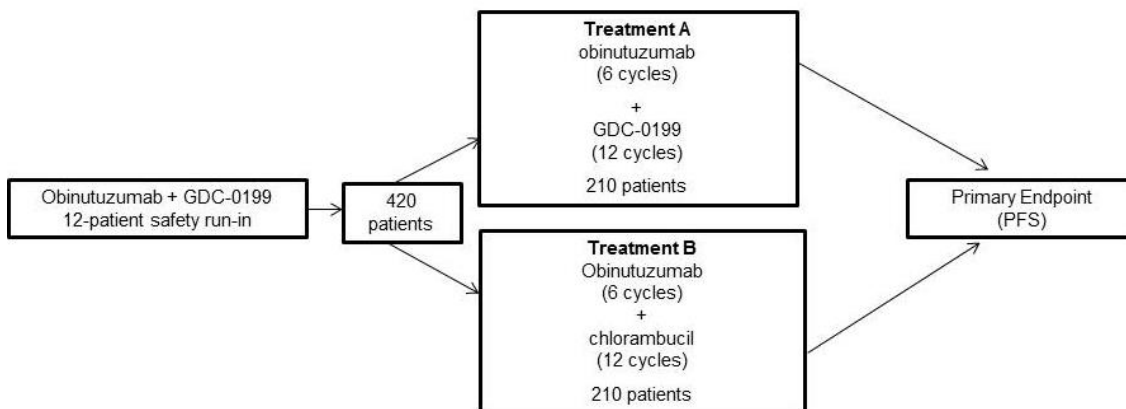 Obinutuzumab + GDC-0199
12-patient safety run-in
420
patients
Treatment A
obinutuzumab
(6 cycles)
+
GDC-0199
(12 cycles)
210 patients
Treatment B
Obinutuzumab
(6 cycles)
+
chlorambucil
(12 cycles)
210 patients
Primary Endpoint
(PFS)